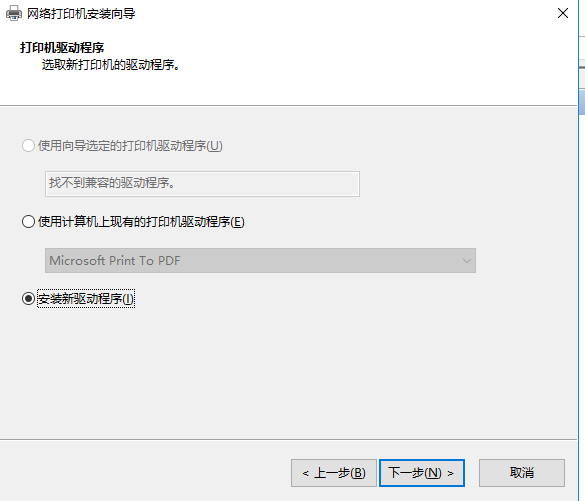 网络打印机安装向导
打印机驱动程序
选取新打印机的驱动程序。
使用向导选定的打印机驱动程序(U)
找不到兼容的驱动程序。
使用计算机上现有的打印机驱动程序(E)
Microsoft Print To PDF
安装新驱动程序(I)
< 上一步(B) 下一步(N) > 取消